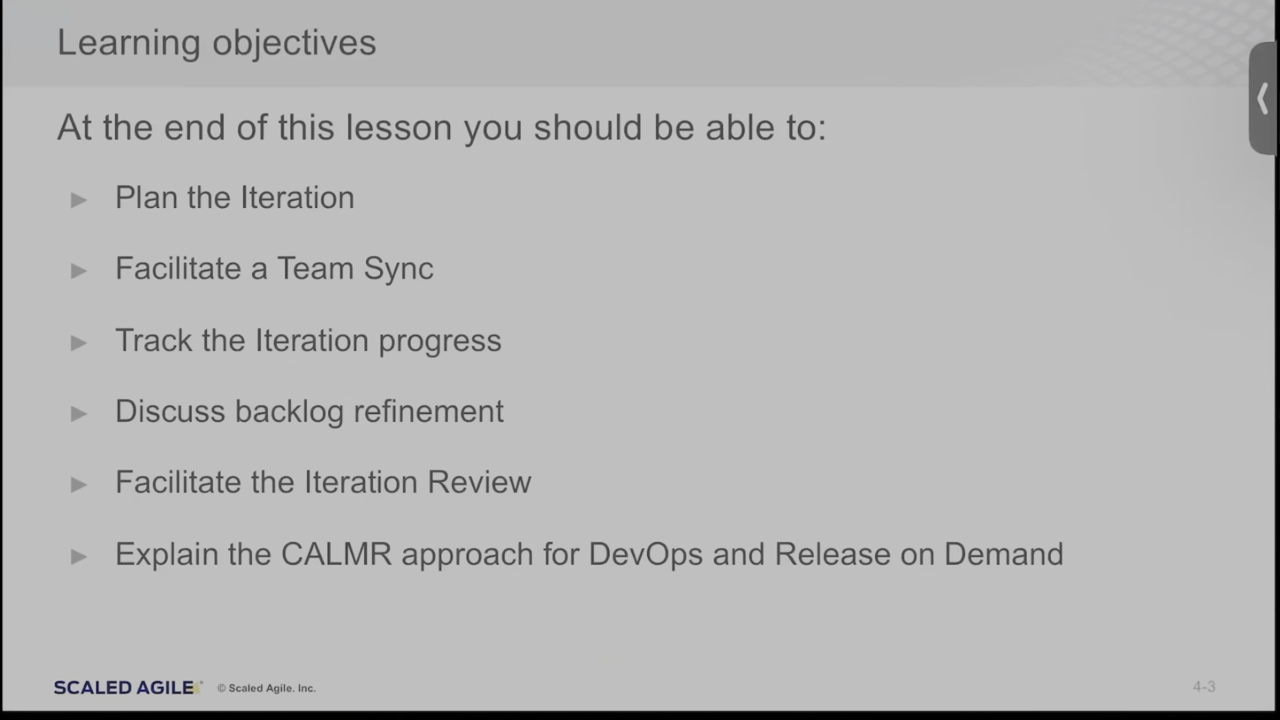 Learning objectives
At the end of this lesson you should be able to:
► Plan the Iteration
► Facilitate a Team Sync
► Track the Iteration progress
► Discuss backlog refinement
► Facilitate the Iteration Review
► Explain the CALMR approach for DevOps and Release on Demand
SCALED AGILE © Scaled Agile. Inc.
4-3